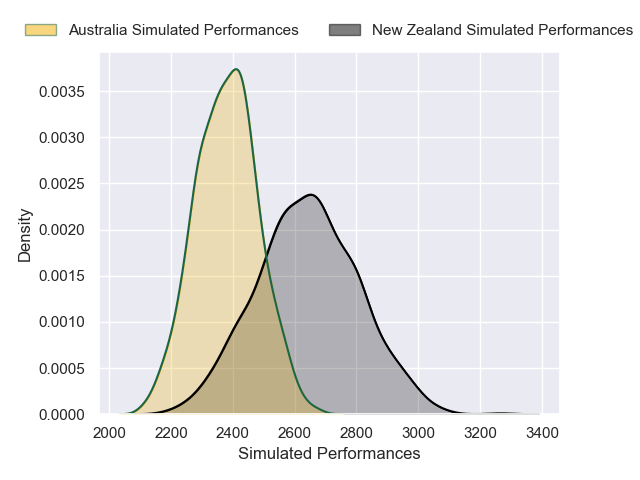 Australia Simulated Performances
New Zealand Simulated Performances
0.0035
0.0030
0.0025
0.0020
0.0015
0.0010
0.0005
0.0000
Density
2000 2200 2400 2600 2800 3000 3200 3400
Simulated Performances